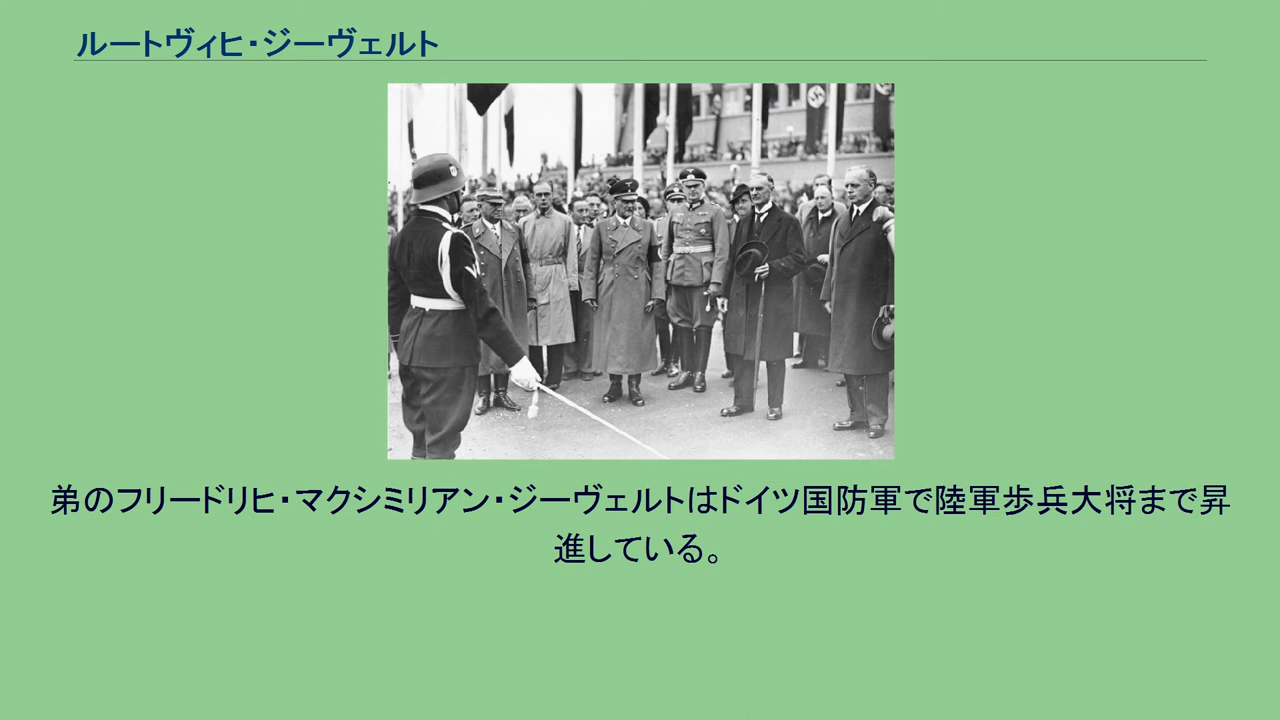 ルートヴィヒ・ジーヴェルト
弟のフリードリヒ・マクシミリアン・ジーヴェルトはドイツ国防軍で陸軍歩兵大将まで昇
進している。